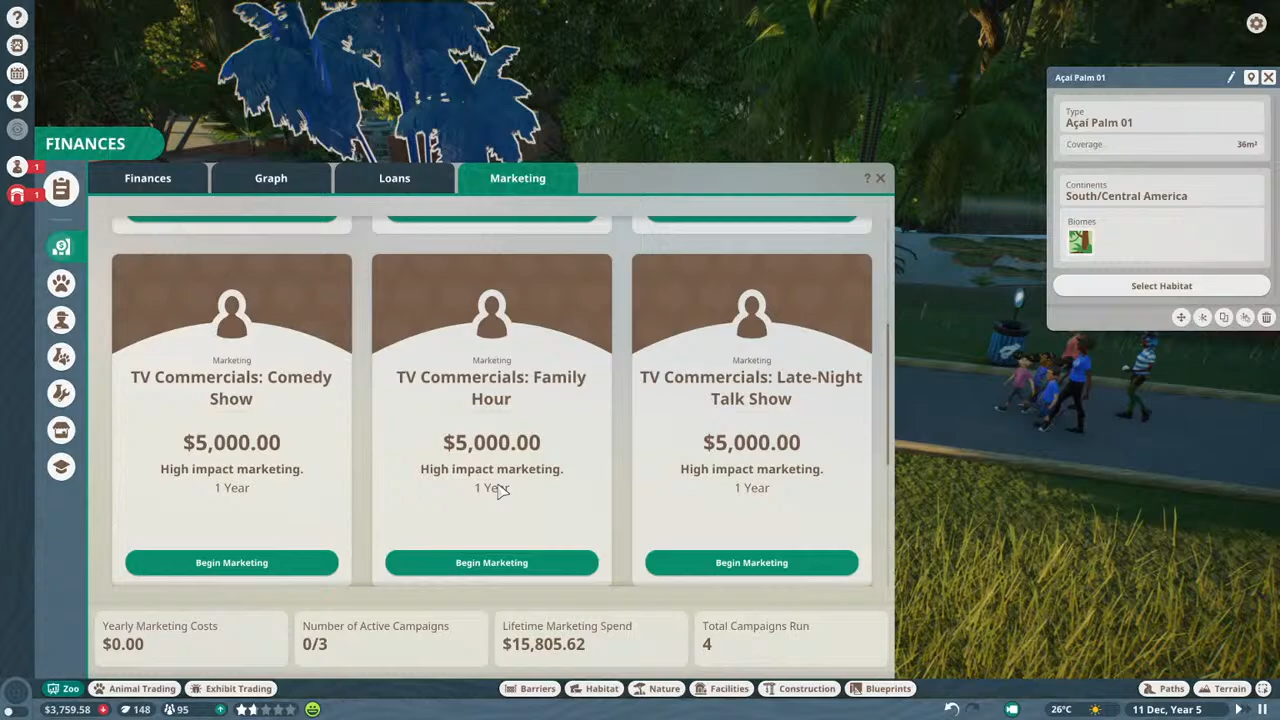 ?
Açaí Palm 01
FINANCES
Type
Açaí Palm 01
Coverage
36m²
1
1
Finances
Graph
Loans
Marketing
?
Continents
South/Central America
Biomes
Select Habitat
Marketing
TV Commercials: Comedy
Show
$5,000.00
High impact marketing.
1 Year
Begin Marketing
Marketing
TV Commercials: Family
Hour
$5,000.00
High impact marketing.
1 Year
Begin Marketing
Marketing
TV Commercials: Late-Night
Talk Show
$5,000.00
High impact marketing.
1 Year
Begin Marketing
Yearly Marketing Costs
$0.00
Number of Active Campaigns
0/3
Lifetime Marketing Spend
$15,805.62
Total Campaigns Run
4
Zoo
Animal Trading
Exhibit Trading
Barriers
Habitat
Nature
Facilities
Construction
Blueprints
Paths
Terrain
$3,759.58
148
95
26°C
11 Dec, Year 5